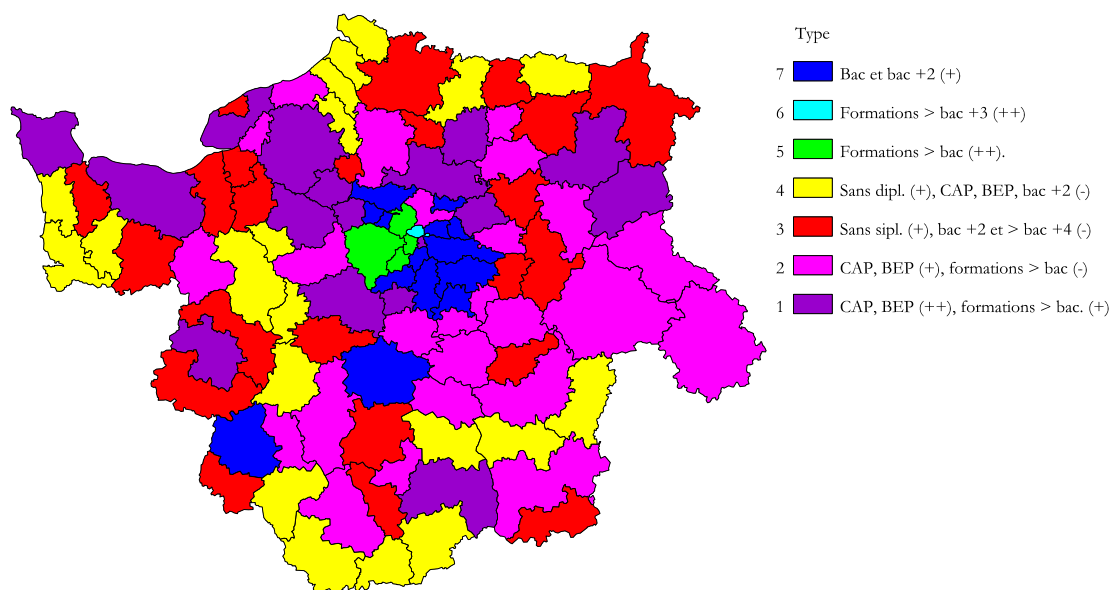 Type
7 Bac et bac +2 (+)
6 Formations > bac +3 (++)
5 Formations > bac (++).
4 Sans dipl. (+), CAP, BEP, bac +2 (-)
3 Sans sipl. (+), bac +2 et > bac +4 (-)
2 CAP, BEP (+), formations > bac (-)
1 CAP, BEP (++), formations > bac. (+)